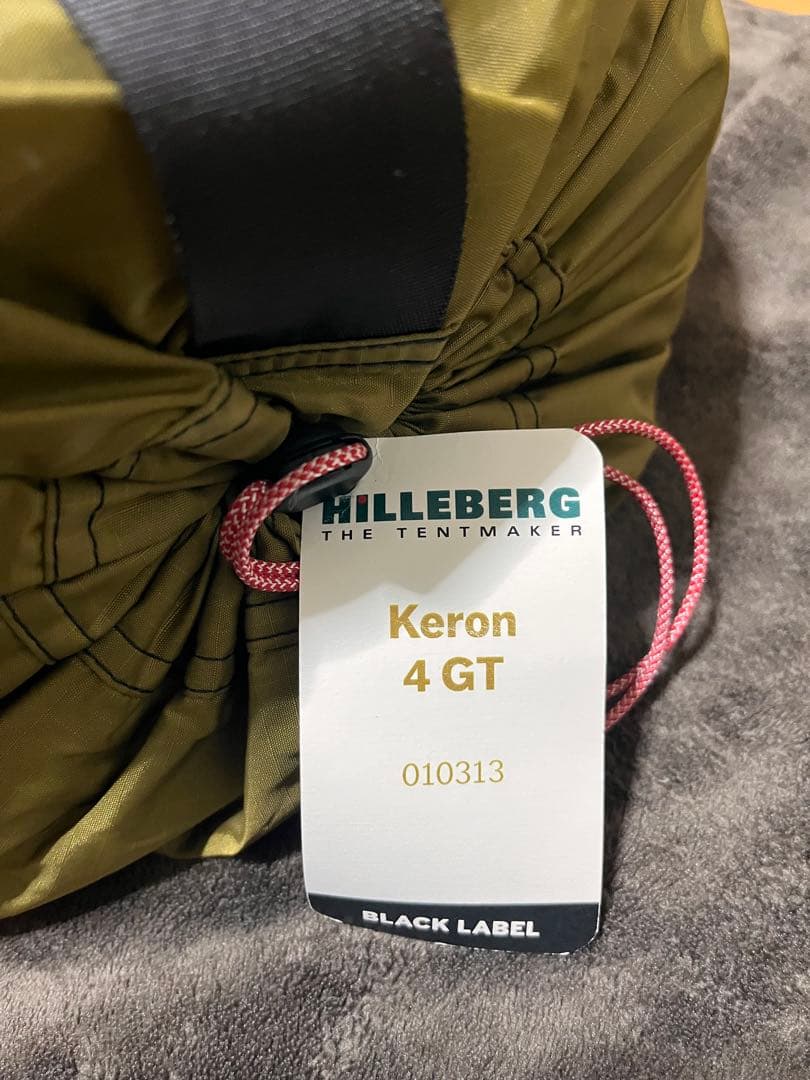 HILLEBERG
THE TENTMAKER
Keron
4 GT
010313
BLACK LABEL